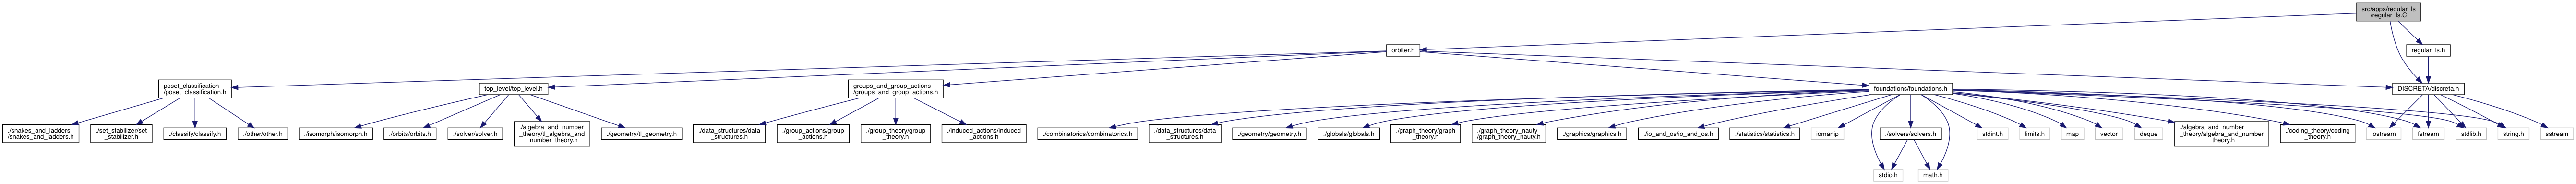 src/apps/regular_ls
/regular_ls.C
orbiter.h
regular_ls.h
poset_classification
/poset_classification.h
top_level/top_level.h
groups_and_group_actions
/groups_and_group_actions.h
foundations/foundations.h
DISCRETA/discreta.h
./snakes_and_ladders
/snakes_and_ladders.h
./set_stabilizer/set
_stabilizer.h
./classify/classify.h
./other/other.h
./isomorph/isomorph.h
./orbits/orbits.h
./solver/solver.h
./algebra_and_number
_theory/tl_algebra_and
_number_theory.h
./geometry/tl_geometry.h
./data_structures/data
_structures.h
./group_actions/group
_actions.h
./group_theory/group
_theory.h
./induced_actions/induced
_actions.h
./combinatorics/combinatorics.h
./data_structures/data
_structures.h
./geometry/geometry.h
./globals/globals.h
./graph_theory/graph
_theory.h
./graph_theory_nauty
/graph_theory_nauty.h
./graphics/graphics.h
./io_and_os/io_and_os.h
./statistics/statistics.h
iomanip
./solvers/solvers.h
stdint.h
limits.h
map
vector
deque
./algebra_and_number
_theory/algebra_and_number
_theory.h
./coding_theory/coding
_theory.h
iostream
fstream
stdlib.h
string.h
sstream
stdio.h
math.h